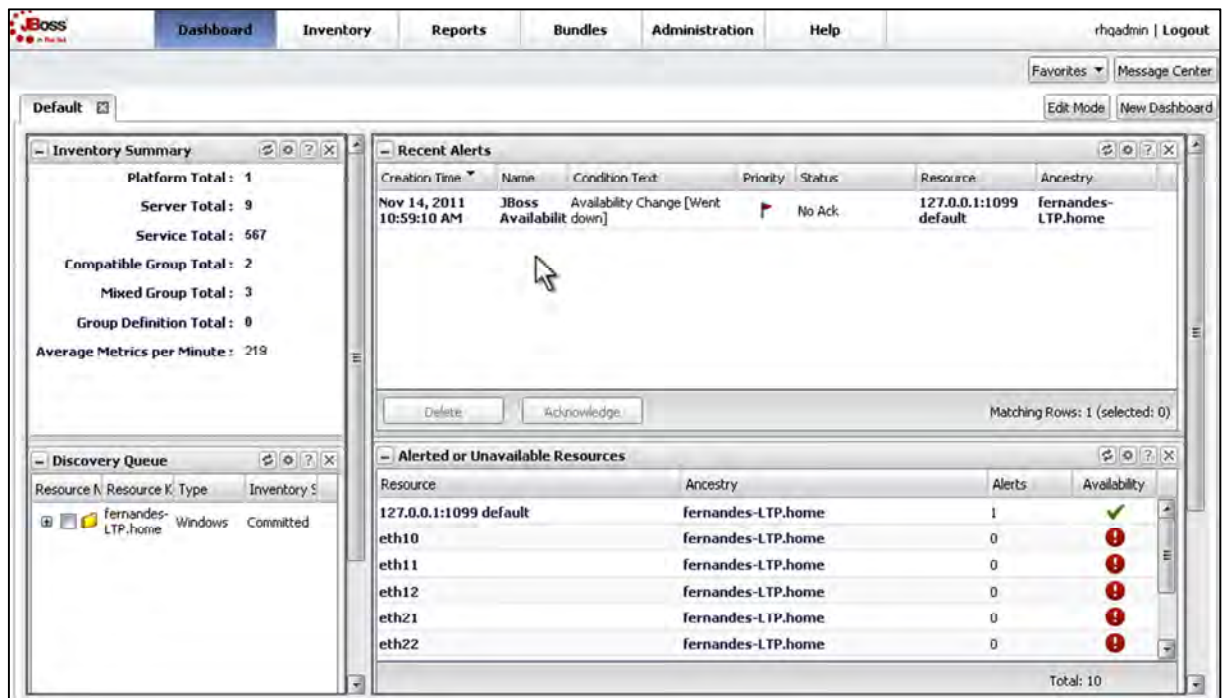 JBoss
Dashboard Inventory Reports Bundles Administration Help rhqadmin | Logout
Favorites Message Center
Default Edit Mode New Dashboard
Inventory Summary
Platform Total : 1
Server Total : 9
Service Total : 567
Compatible Group Total : 2
Mixed Group Total : 3
Group Definition Total : 0
Average Metrics per Minute : 219
Recent Alerts
Creation Time Name Condition Text Priority Status Resource Ancestry
Nov 14, 2011 10:59:10 AM JBoss Availabilit Availability Change [Went down] No Ack 127.0.0.1:1099 default fernandes-LTP.home
Delete Acknowledge Matching Rows: 1 (selected: 0)
Discovery Queue
Resource N Resource K Type Inventory S
fernandes-LTP.home Windows Committed
Alerted or Unavailable Resources
Resource Ancestry Alerts Availability
127.0.0.1:1099 default fernandes-LTP.home 1
eth10 fernandes-LTP.home 0
eth11 fernandes-LTP.home 0
eth12 fernandes-LTP.home 0
eth21 fernandes-LTP.home 0
eth22 fernandes-LTP.home 0
Total: 10